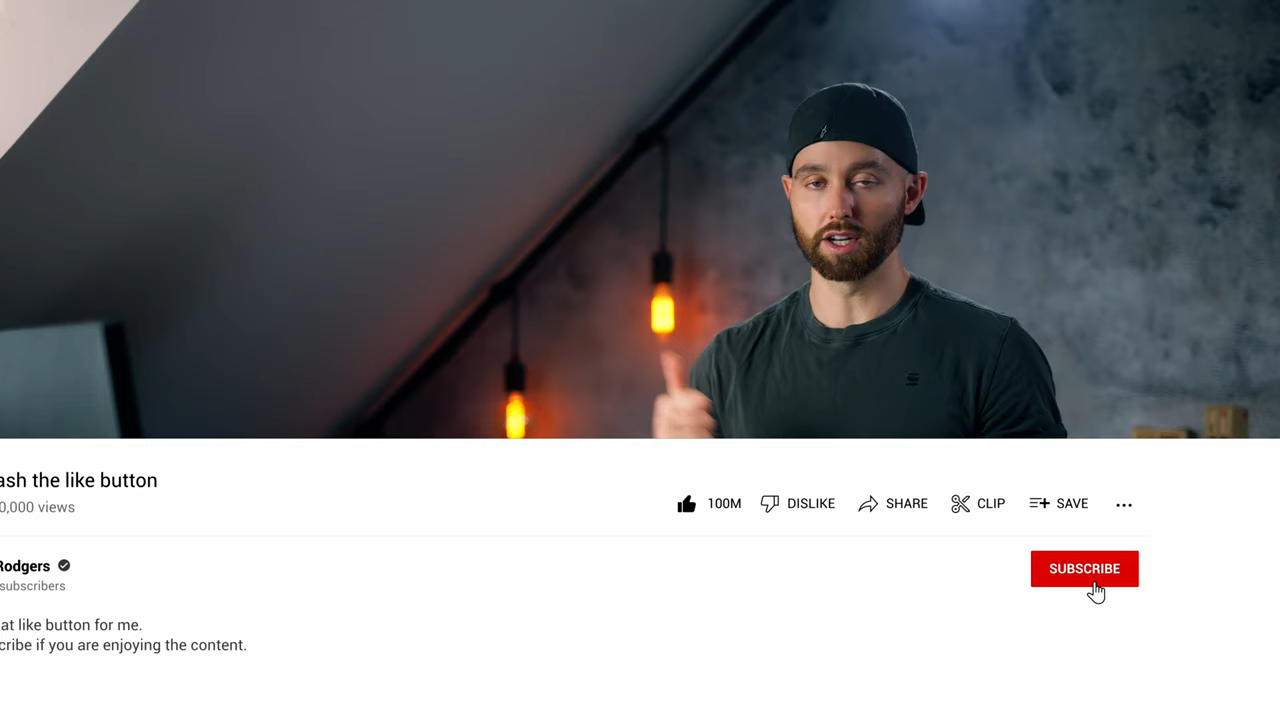 ash the like button
0,000 views
100M
DISLIKE
SHARE
CLIP
SAVE
Rodgers
subscribers
SUBSCRIBE
at like button for me.
cribe if you are enjoying the content.